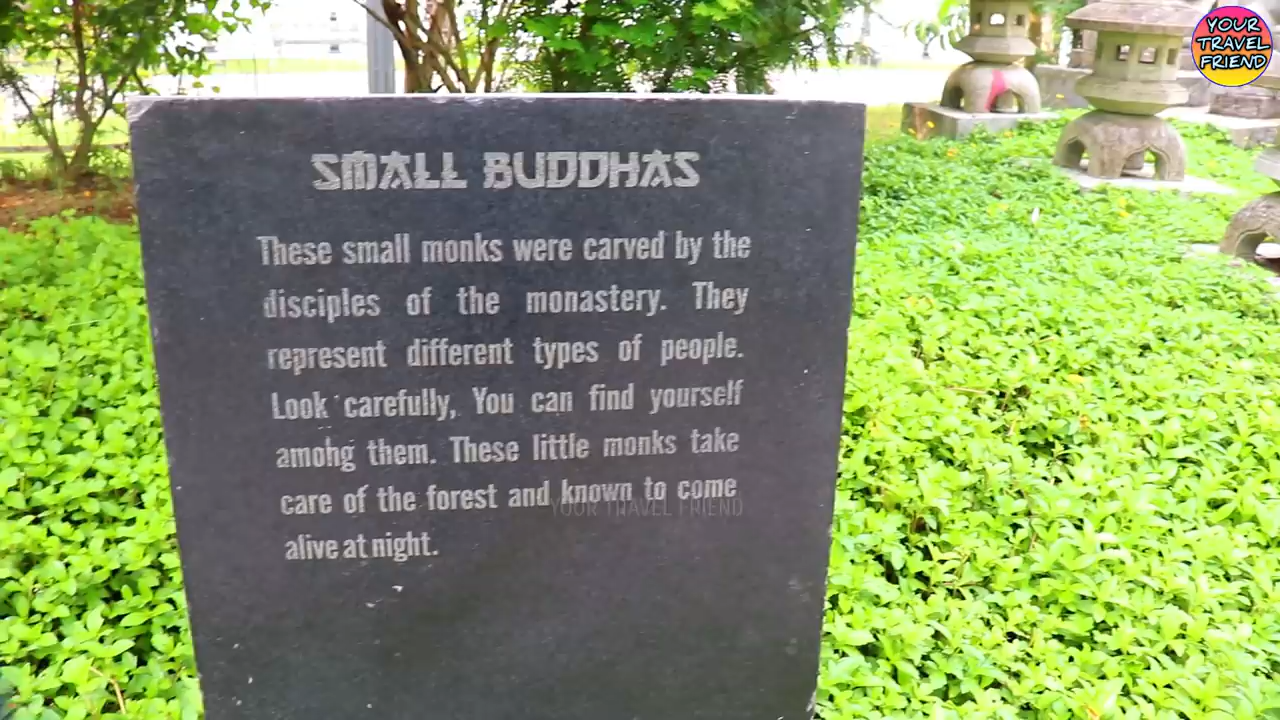 YOUR
TRAVEL
FRIEND
SMALL BUDDHAS
These small monks were carved by the
disciples of the monastery. They
represent different types of people.
Look carefully, You can find yourself
among them. These little monks take
care of the forest and known to come
alive at night.
YOUR TRAVEL FRIEND